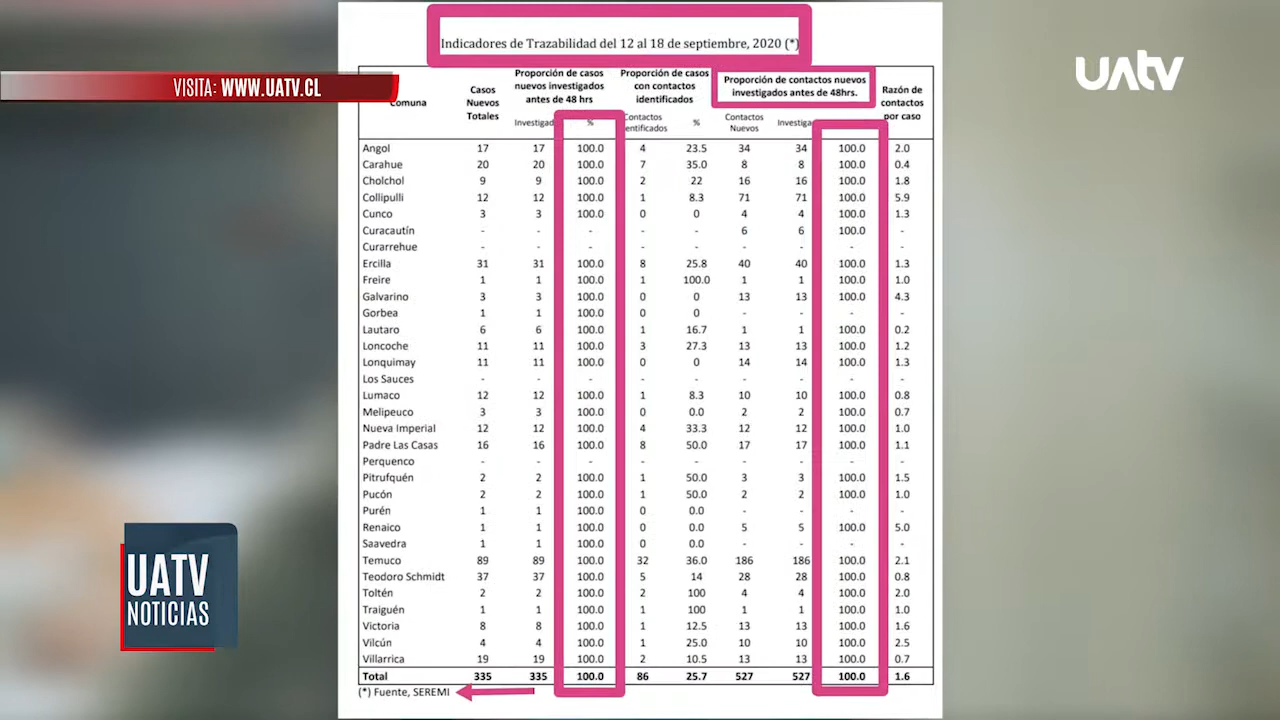 Indicadores de Trazabilidad del 12 al 18 de septiembre, 2020 (*)
UATV
VISITA: WWW.UATV.CL
Comuna
Casos Nuevos Totales
Proporción de casos nuevos investigados antes de 48 hrs
Proporción de casos con contactos identificados
Proporción de contactos nuevos investigados antes de 48hrs.
Razón de contactos por caso
% Contactos % Contactos Nuevos
Angol 17 17 100.0 4 23.5 34 34 100.0 2.0
Carahue 20 20 100.0 7 35.0 8 8 100.0 0.4
Cholchol 9 9 100.0 2 22 16 16 100.0 1.8
Collipulli 12 12 100.0 1 8.3 71 71 100.0 5.9
Cunco 3 3 100.0 0 0 4 4 100.0 1.3
Curacautín - - - - - 6 6 100.0 -
Curarrehue - - - - - - - - -
Ercilla 31 31 100.0 8 25.8 40 40 100.0 1.3
Freire 1 1 100.0 1 100.0 1 1 100.0 1.0
Galvarino 3 3 100.0 0 0 13 13 100.0 4.3
Gorbea 1 1 100.0 0 0 - - - -
Lautaro 6 6 100.0 1 16.7 1 1 100.0 0.2
Loncoche 11 11 100.0 3 27.3 13 13 100.0 1.2
Lonquimay 11 11 100.0 0 0 14 14 100.0 1.3
Los Sauces - - - - - - - - -
Lumaco 12 12 100.0 1 8.3 10 10 100.0 0.8
Melipeuco 3 3 100.0 0 0.0 2 2 100.0 0.7
Nueva Imperial 12 12 100.0 4 33.3 12 12 100.0 1.0
Padre Las Casas 16 16 100.0 8 50.0 17 17 100.0 1.1
Perquenco - - - - - - - - -
Pitrufquén 2 2 100.0 1 50.0 3 3 100.0 1.5
Pucón 2 2 100.0 1 50.0 2 2 100.0 1.0
Purén 1 1 100.0 0 0.0 - - - -
Renaico 1 1 100.0 0 0.0 5 5 100.0 5.0
Saavedra 1 1 100.0 0 0.0 - - - -
Temuco 89 89 100.0 32 36.0 186 186 100.0 2.1
Teodoro Schmidt 37 37 100.0 5 14 28 28 100.0 0.8
Toltén 2 2 100.0 2 100 4 4 100.0 2.0
Traiguén 1 1 100.0 1 100 1 1 100.0 1.0
Victoria 8 8 100.0 1 12.5 13 13 100.0 1.6
Vilcún 4 4 100.0 1 25.0 10 10 100.0 2.5
Villarrica 19 19 100.0 2 10.5 13 13 100.0 0.7
Total 335 335 100.0 86 25.7 527 527 100.0 1.6
(*) Fuente, SEREMI
UATV
NOTICIAS